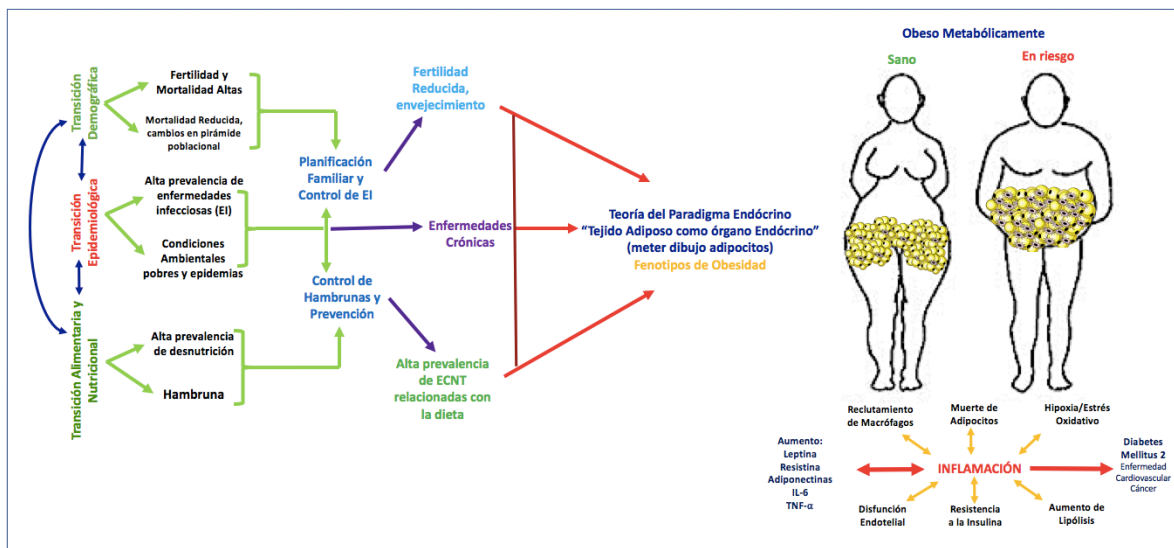 Transición
Demográfica
Fertilidad y
Mortalidad Altas
Mortalidad Reducida,
cambios en pirámide
poblacional
Transición
Epidemiológica
Alta prevalencia de
enfermedades
infecciosas (EI)
Condiciones
Ambientales
pobres y epidemias
Transición Alimentaria y
Nutricional
Alta prevalencia
de desnutrición
Hambruna
Planificación
Familiar y
Control de EI
Control de
Hambrunas y
Prevención
Fertilidad
Reducida,
envejecimiento
Enfermedades
Crónicas
Alta prevalencia
de ECNT
relacionadas con
la dieta
Teoría del Paradigma Endócrino
“Tejido Adiposo como órgano Endócrino”
(meter dibujo adipocitos)
Fenotipos de Obesidad
Obeso Metabólicamente
Sano
En riesgo
Reclutamiento
de Macrófagos
Muerte de
Adipocitos
Hipoxia/Estrés
Oxidativo
Aumento:
Leptina
Resistina
Adiponectinas
IL-6
TNF-α
INFLAMACIÓN
Diabetes
Mellitus 2
Enfermedad
Cardiovascular
Cáncer
Disfunción
Endotelial
Resistencia
a la Insulina
Aumento de
Lipólisis